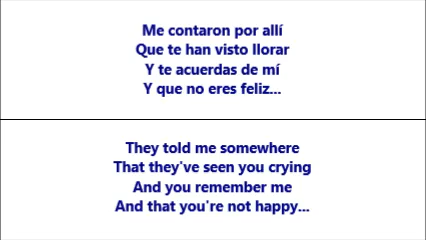 Me contaron por allí
Que te han visto llorar
Y te acuerdas de mí
Y que no eres feliz...
They told me somewhere
That they've seen you crying
And you remember me
And that you're not happy...